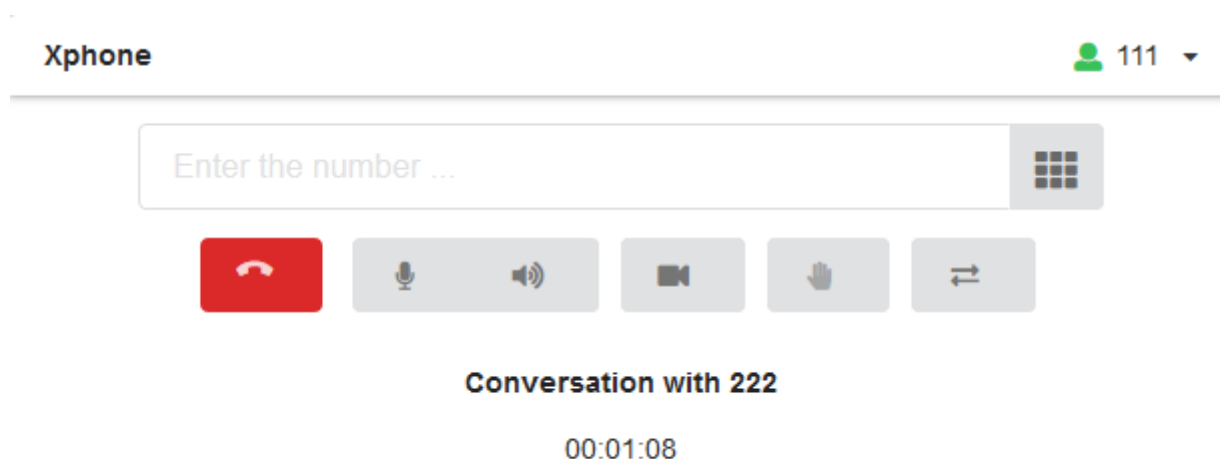 Xphone
111
Enter the number ...
Conversation with 222
00:01:08